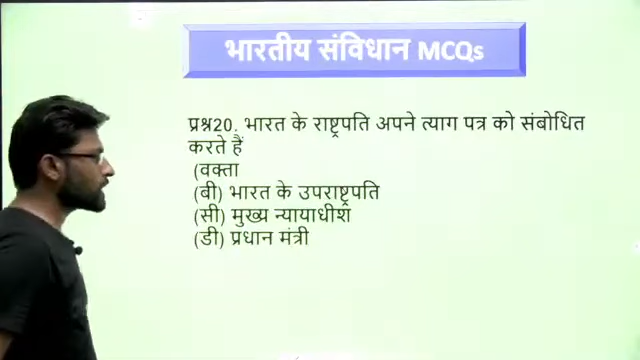 भारतीय संविधान MCQs
प्रश्न20. भारत के राष्ट्रपति अपने त्याग पत्र को संबोधित
करते हैं
(वक्ता
(बी) भारत के उपराष्ट्रपति
(सी) मुख्य न्यायाधीश
(डी) प्रधान मंत्री